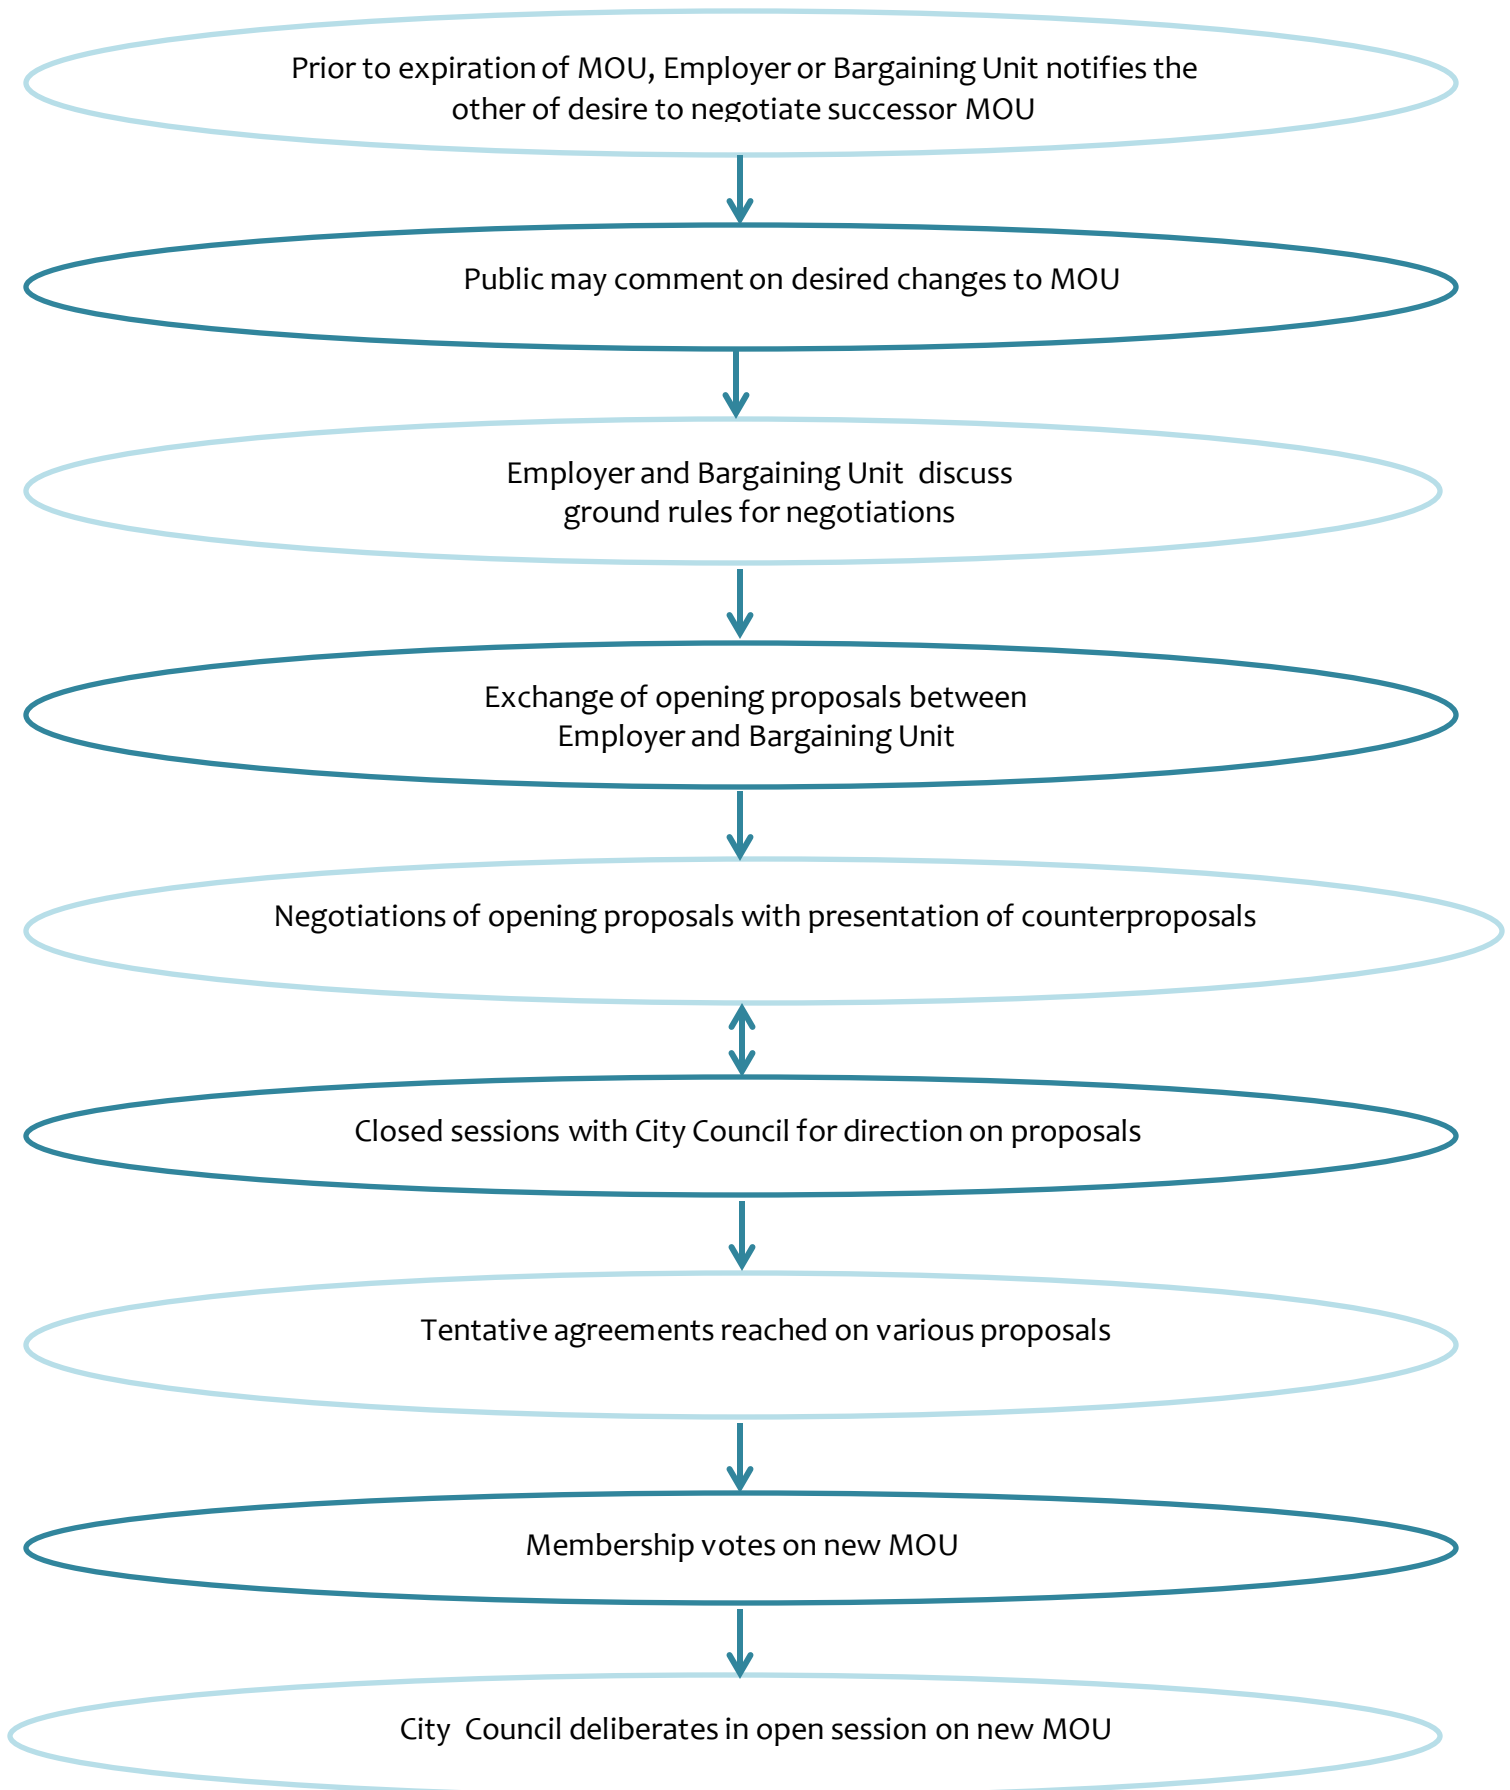 Prior to expiration of MOU, Employer or Bargaining Unit notifies the
other of desire to negotiate successor MOU
Public may comment on desired changes to MOU
Employer and Bargaining Unit discuss
ground rules for negotiations
Exchange of opening proposals between
Employer and Bargaining Unit
Negotiations of opening proposals with presentation of counterproposals
Closed sessions with City Council for direction on proposals
Tentative agreements reached on various proposals
Membership votes on new MOU
City Council deliberates in open session on new MOU